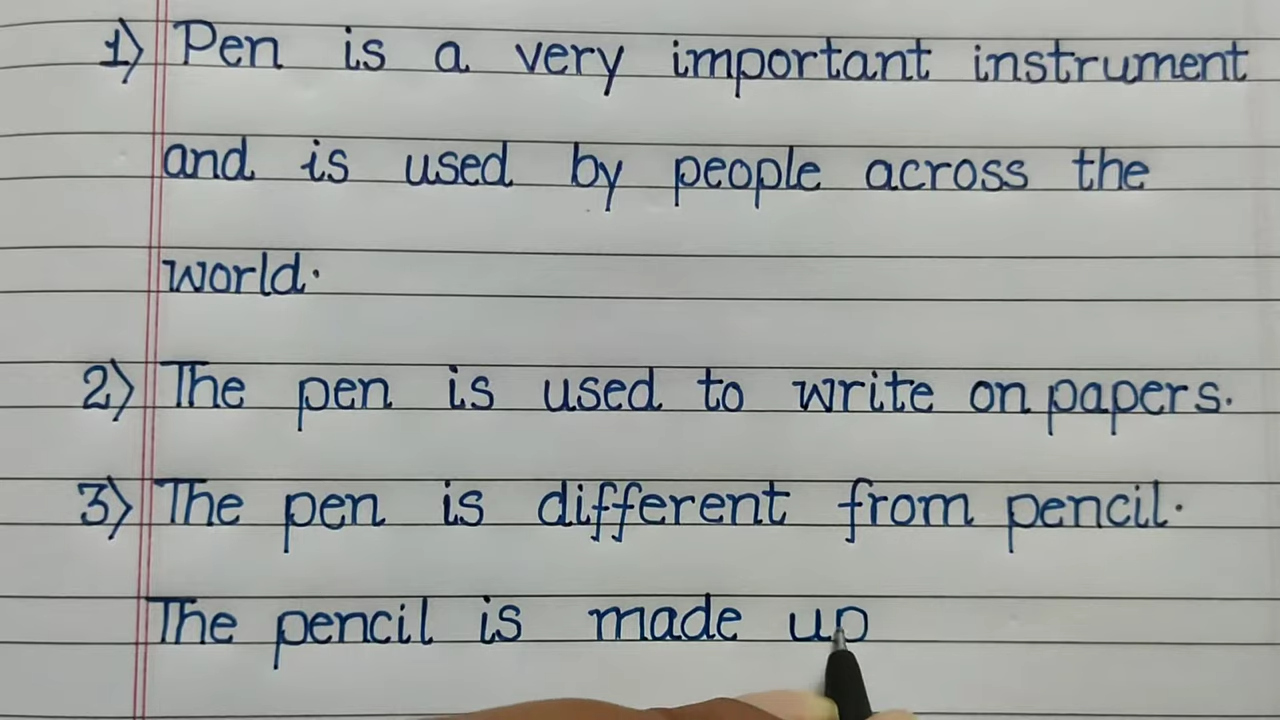 1) Pen is a very important instrument
and is used by people across the
world.
2) The pen is used to write on papers.
3) The pen is different from pencil.
The pencil is made up